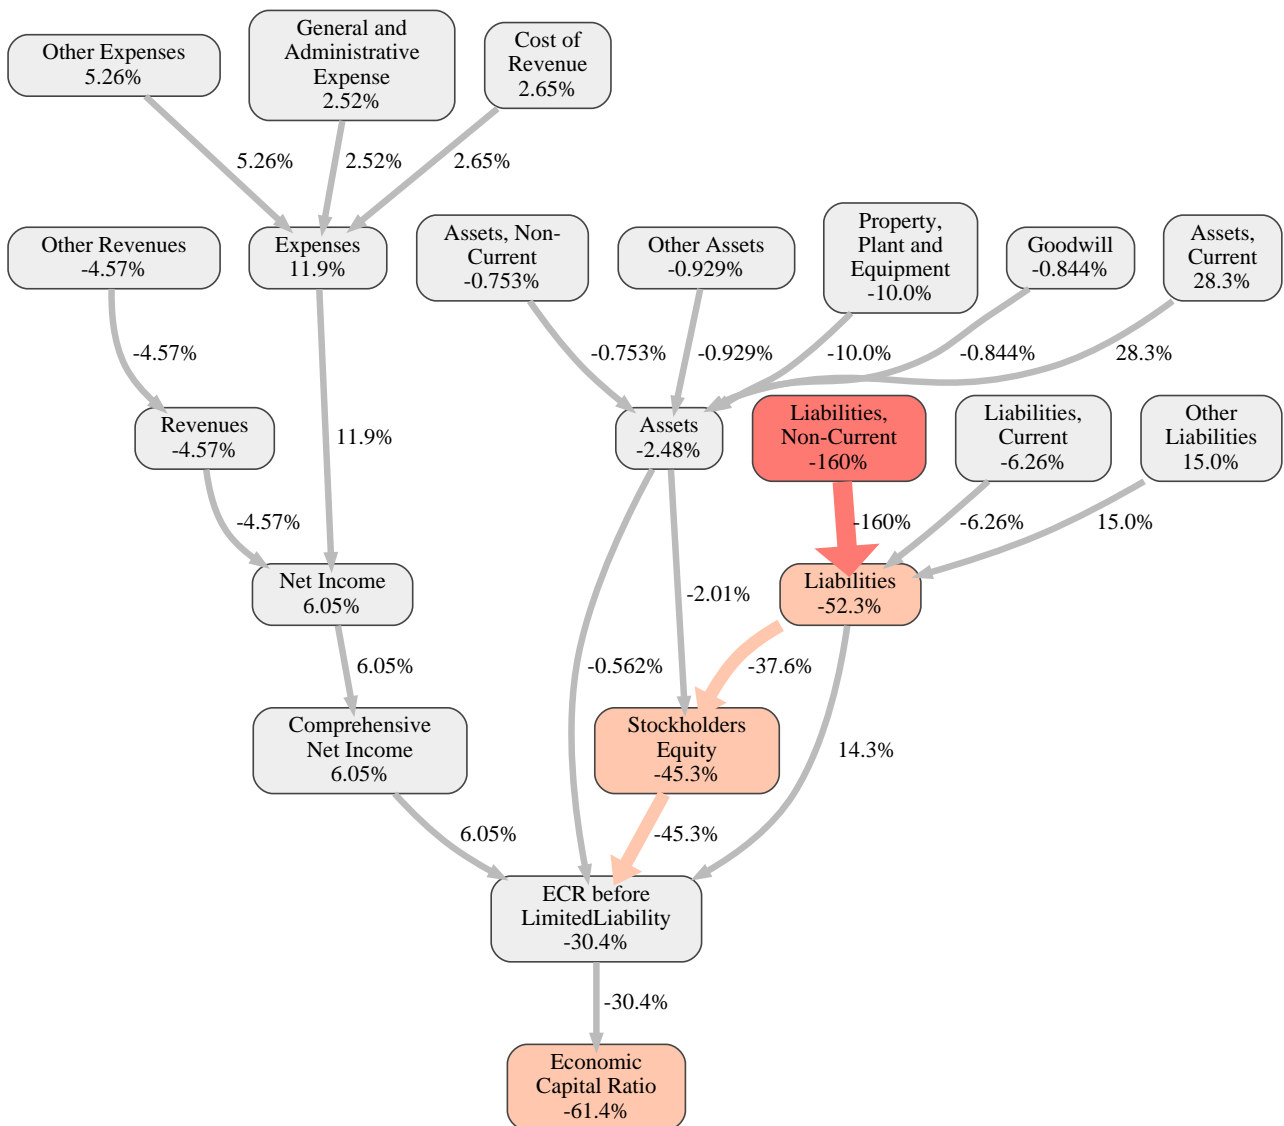 Other Expenses
5.26%
General and
Administrative
Expense
2.52%
Cost of
Revenue
2.65%
5.26%
2.52%
2.65%
Other Revenues
-4.57%
Expenses
11.9%
Assets, Non-
Current
-0.753%
Other Assets
-0.929%
Property,
Plant and
Equipment
-10.0%
Goodwill
-0.844%
Assets,
Current
28.3%
-4.57%
-0.753%
-0.929%
-10.0%
-0.844%
28.3%
Revenues
-4.57%
11.9%
Assets
-2.48%
Liabilities,
Non-Current
-160%
Liabilities,
Current
-6.26%
Other
Liabilities
15.0%
-4.57%
-160%
-6.26%
15.0%
Net Income
6.05%
-2.01%
Liabilities
-52.3%
6.05%
-0.562%
-37.6%
Comprehensive
Net Income
6.05%
Stockholders
Equity
-45.3%
14.3%
6.05%
-45.3%
ECR before
LimitedLiability
-30.4%
-30.4%
Economic
Capital Ratio
-61.4%